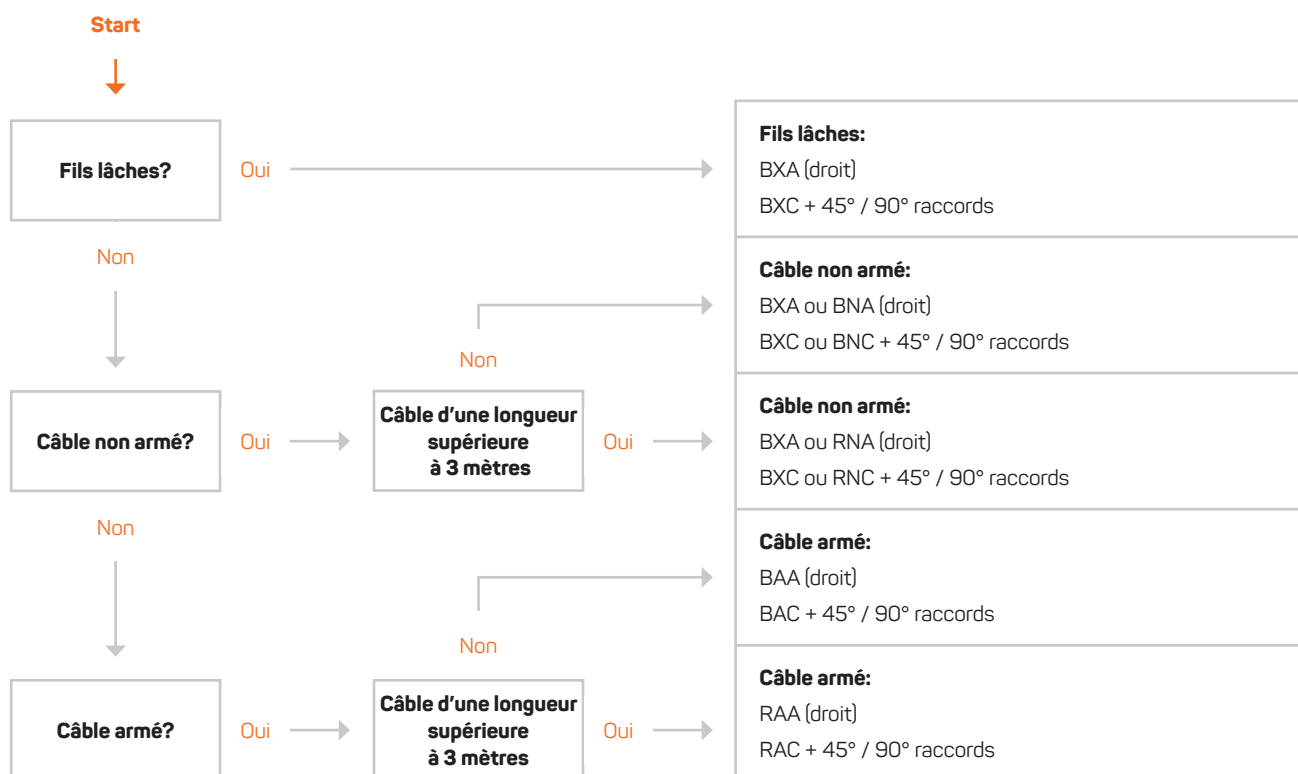 Start
Fils lâches?
Oui
Fils lâches:
BXA (droit)
BXC + 45° / 90° raccords
Non
Câble non armé:
BXA ou BNA (droit)
BXC ou BNC + 45° / 90° raccords
Non
Câble non armé?
Oui
Câble d'une longueur
supérieure
à 3 mètres
Oui
Câble non armé:
BXA ou RNA (droit)
BXC ou RNC + 45° / 90° raccords
Non
Câble armé:
BAA (droit)
BAC + 45° / 90° raccords
Non
Câble armé?
Oui
Câble d'une longueur
supérieure
à 3 mètres
Oui
Câble armé:
RAA (droit)
RAC + 45° / 90° raccords